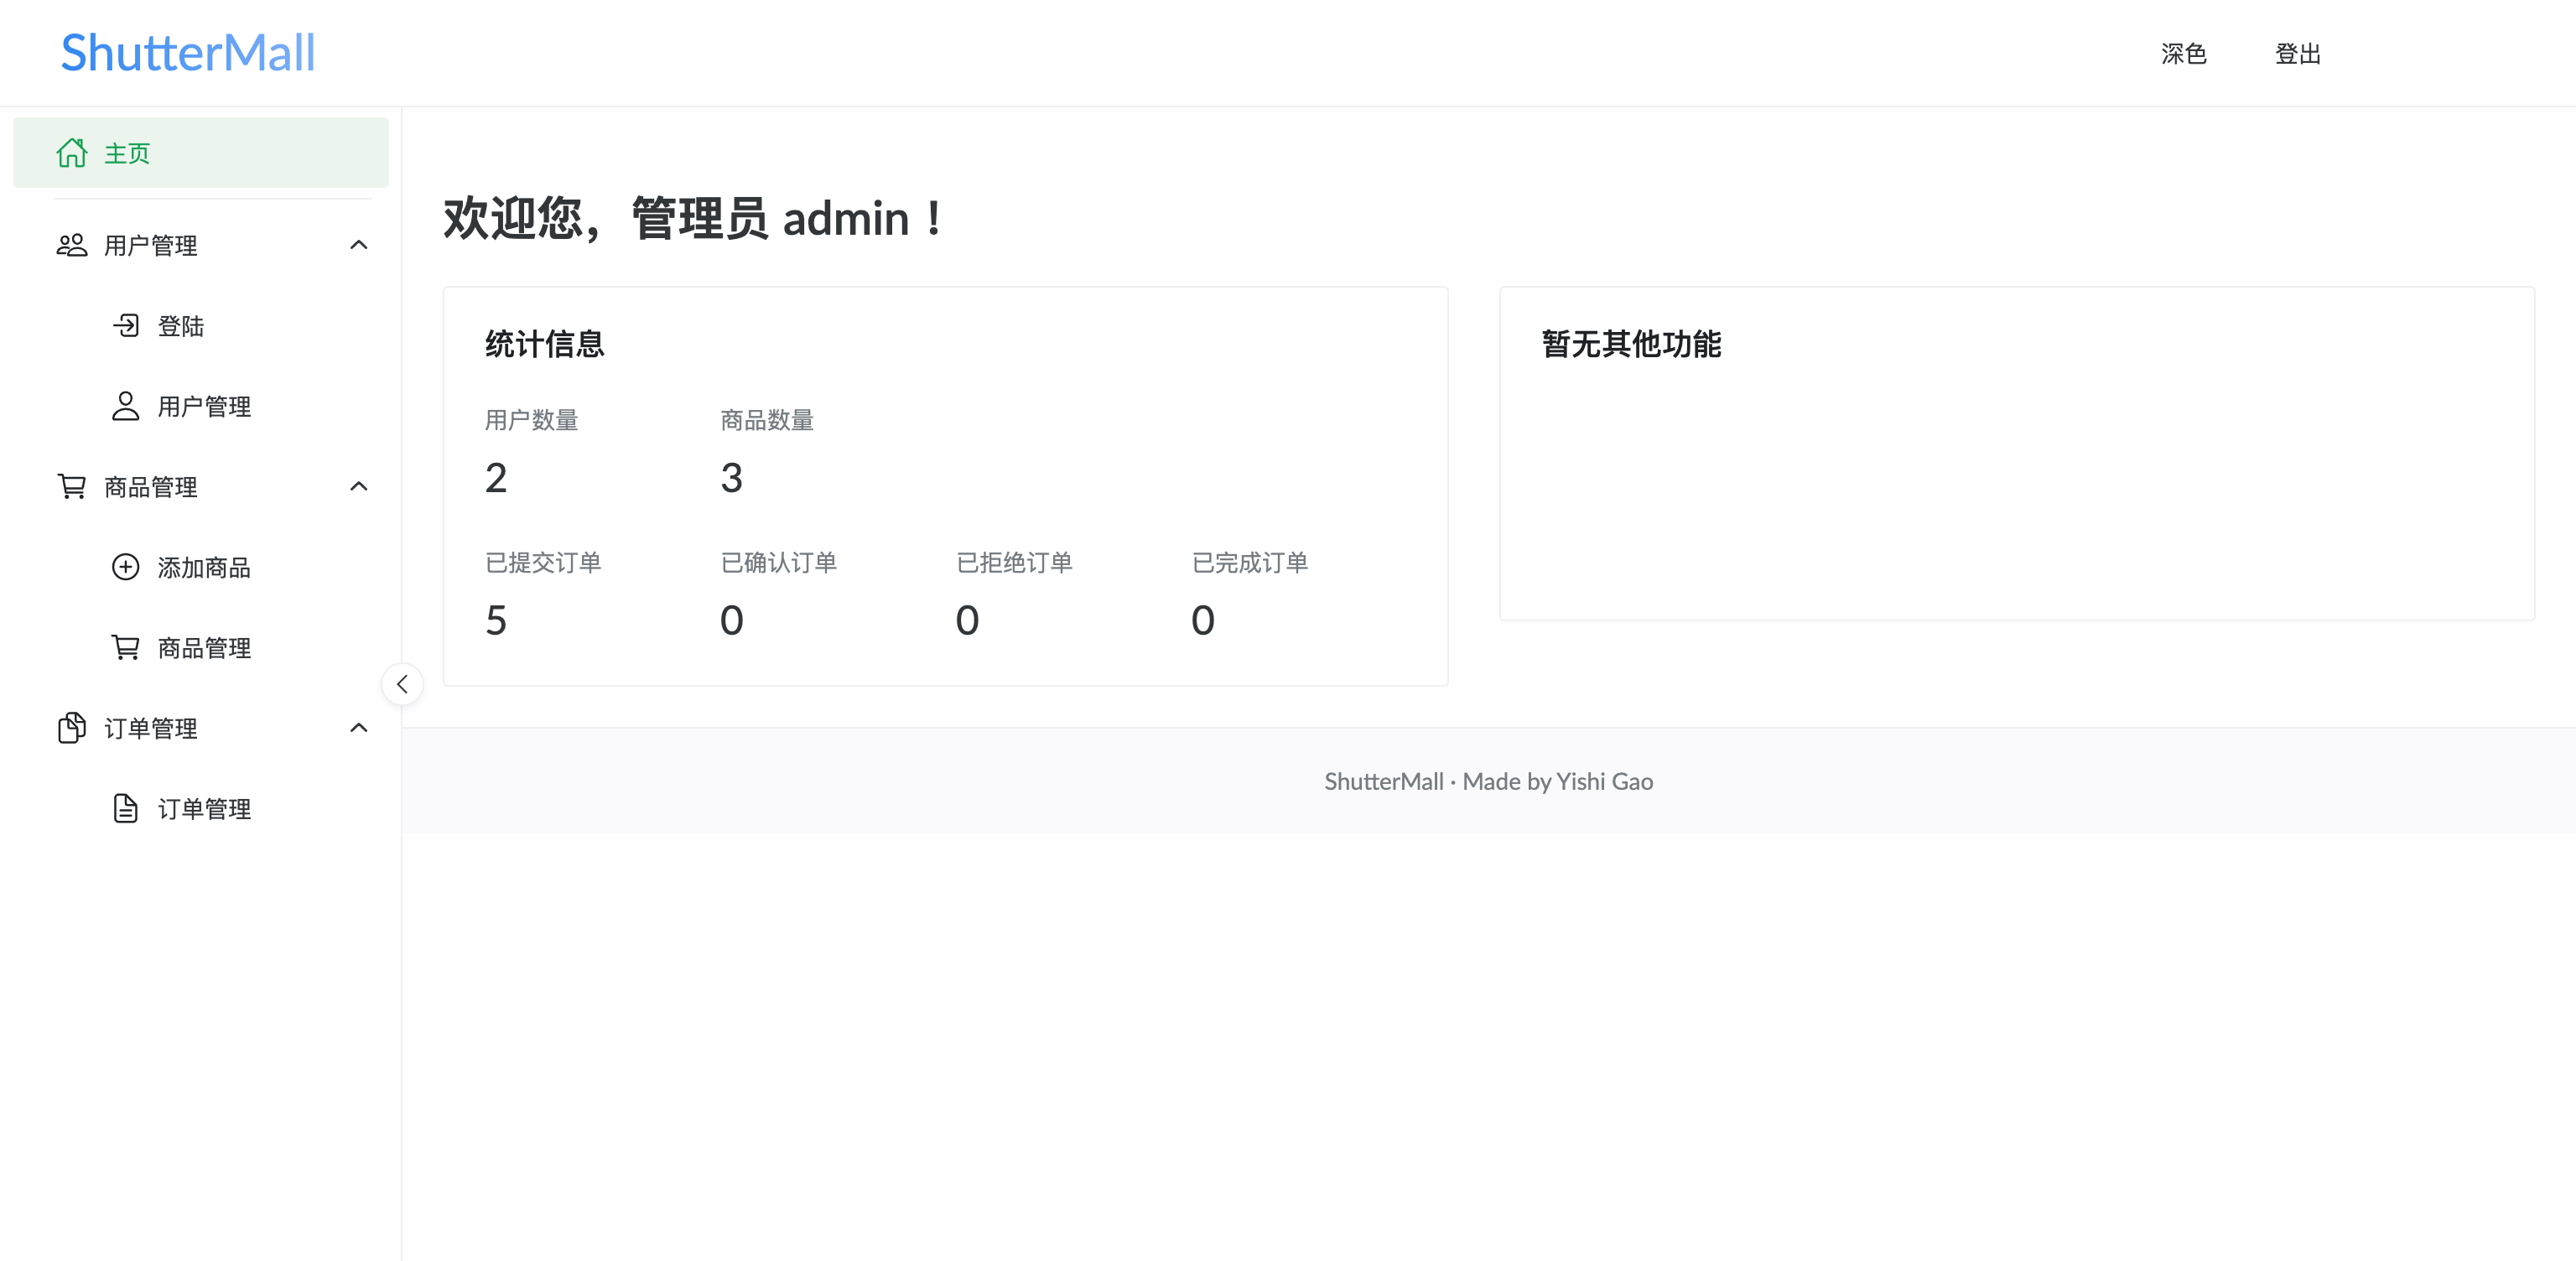 ShutterMall
深色
登出
主页
用户管理
登陆
用户管理
商品管理
添加商品
商品管理
订单管理
订单管理
欢迎您，管理员 admin！
统计信息
用户数量
商品数量
2
3
已提交订单
已确认订单
已拒绝订单
已完成订单
5
0
0
0
暂无其他功能
ShutterMall · Made by Yishi Gao